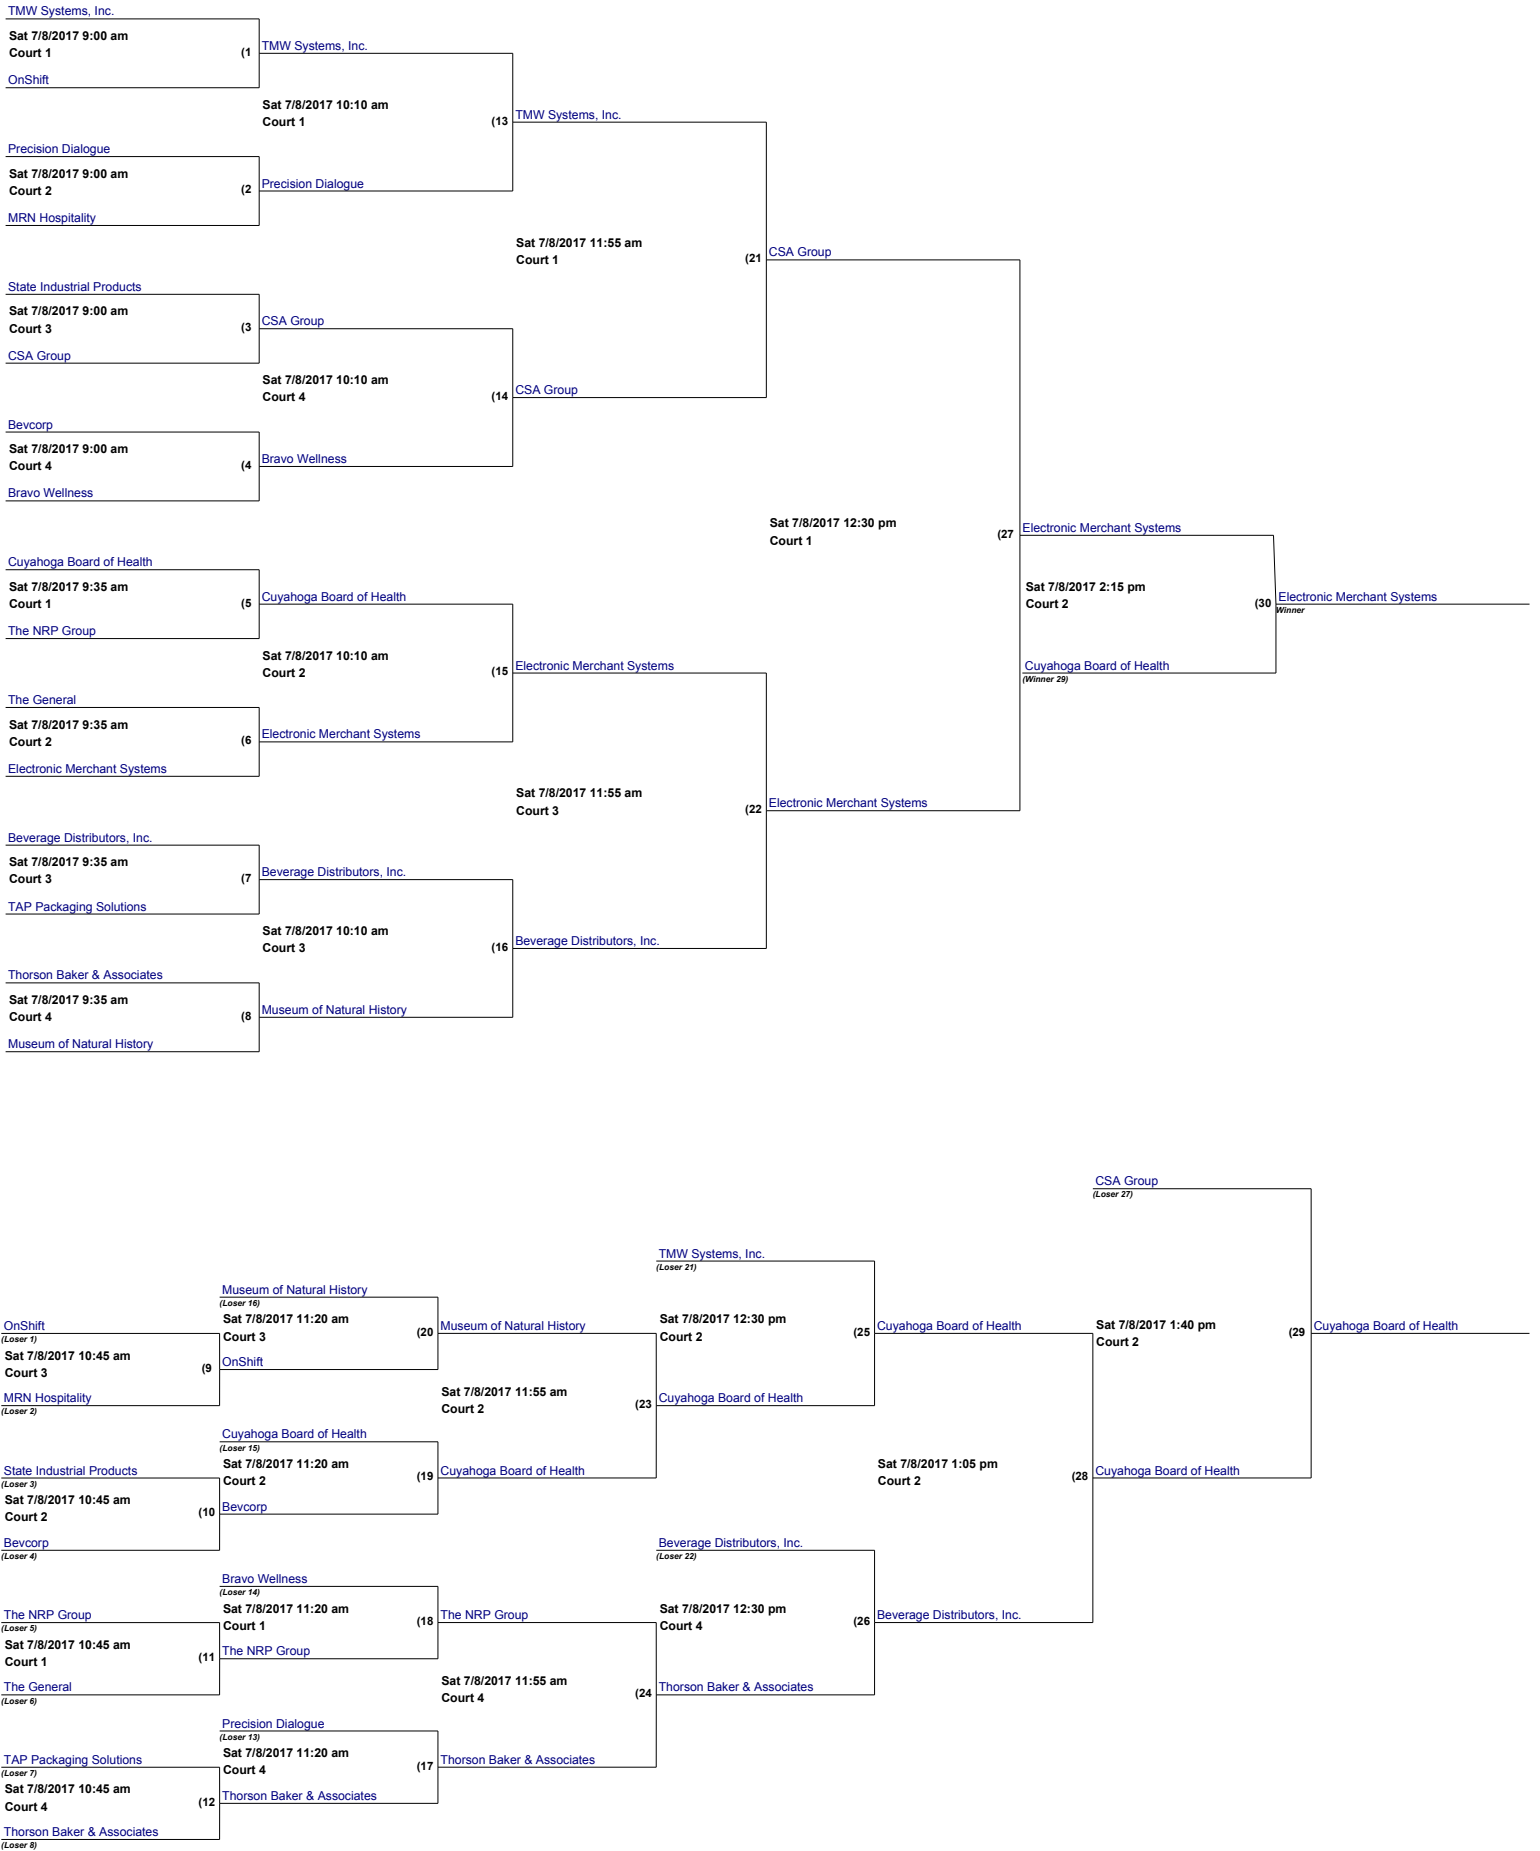 TMW Systems, Inc.
Sat 7/8/2017 9:00 am
Court 1
(1
TMW Systems, Inc.
OnShift
Sat 7/8/2017 10:10 am
Court 1
(13
TMW Systems, Inc.
Precision Dialogue
Sat 7/8/2017 9:00 am
Court 2
(2
Precision Dialogue
MRN Hospitality
Sat 7/8/2017 11:55 am
Court 1
(21
CSA Group
State Industrial Products
Sat 7/8/2017 9:00 am
Court 3
(3
CSA Group
CSA Group
Sat 7/8/2017 10:10 am
Court 4
(14
CSA Group
Bevcorp
Sat 7/8/2017 9:00 am
Court 4
(4
Bravo Wellness
Bravo Wellness
Sat 7/8/2017 12:30 pm
Court 1
(27
Electronic Merchant Systems
Cuyahoga Board of Health
Sat 7/8/2017 9:35 am
Court 1
(5
Cuyahoga Board of Health
The NRP Group
Sat 7/8/2017 2:15 pm
Court 2
(30
Electronic Merchant Systems
Winner
Sat 7/8/2017 10:10 am
Court 2
(15
Electronic Merchant Systems
Cuyahoga Board of Health
(Winner 29)
The General
Sat 7/8/2017 9:35 am
Court 2
(6
Electronic Merchant Systems
Electronic Merchant Systems
Sat 7/8/2017 11:55 am
Court 3
(22
Electronic Merchant Systems
Beverage Distributors, Inc.
Sat 7/8/2017 9:35 am
Court 3
(7
Beverage Distributors, Inc.
TAP Packaging Solutions
Sat 7/8/2017 10:10 am
Court 3
(16
Beverage Distributors, Inc.
Thorson Baker & Associates
Sat 7/8/2017 9:35 am
Court 4
(8
Museum of Natural History
Museum of Natural History
CSA Group
(Loser 27)
TMW Systems, Inc.
(Loser 21)
Museum of Natural History
(Loser 16)
Sat 7/8/2017 11:20 am
Court 3
(20
Museum of Natural History
Sat 7/8/2017 12:30 pm
Court 2
(25
Cuyahoga Board of Health
Sat 7/8/2017 1:40 pm
Court 2
(29
Cuyahoga Board of Health
OnShift
(Loser 1)
Sat 7/8/2017 10:45 am
Court 3
(9
OnShift
MRN Hospitality
(Loser 2)
Sat 7/8/2017 11:55 am
Court 2
(23
Cuyahoga Board of Health
Cuyahoga Board of Health
(Loser 15)
Sat 7/8/2017 11:20 am
Court 2
(19
Cuyahoga Board of Health
State Industrial Products
(Loser 3)
Sat 7/8/2017 10:45 am
Court 2
(10
Bevcorp
Bevcorp
(Loser 4)
Sat 7/8/2017 1:05 pm
Court 2
(28
Cuyahoga Board of Health
Beverage Distributors, Inc.
(Loser 22)
Bravo Wellness
(Loser 14)
Sat 7/8/2017 11:20 am
Court 1
(18
The NRP Group
Sat 7/8/2017 12:30 pm
Court 4
(26
Beverage Distributors, Inc.
The NRP Group
(Loser 5)
Sat 7/8/2017 10:45 am
Court 1
(11
The NRP Group
The General
(Loser 6)
Sat 7/8/2017 11:55 am
Court 4
(24
Thorson Baker & Associates
Precision Dialogue
(Loser 13)
Sat 7/8/2017 11:20 am
Court 4
(17
Thorson Baker & Associates
TAP Packaging Solutions
(Loser 7)
Sat 7/8/2017 10:45 am
Court 4
(12
Thorson Baker & Associates
Thorson Baker & Associates
(Loser 8)